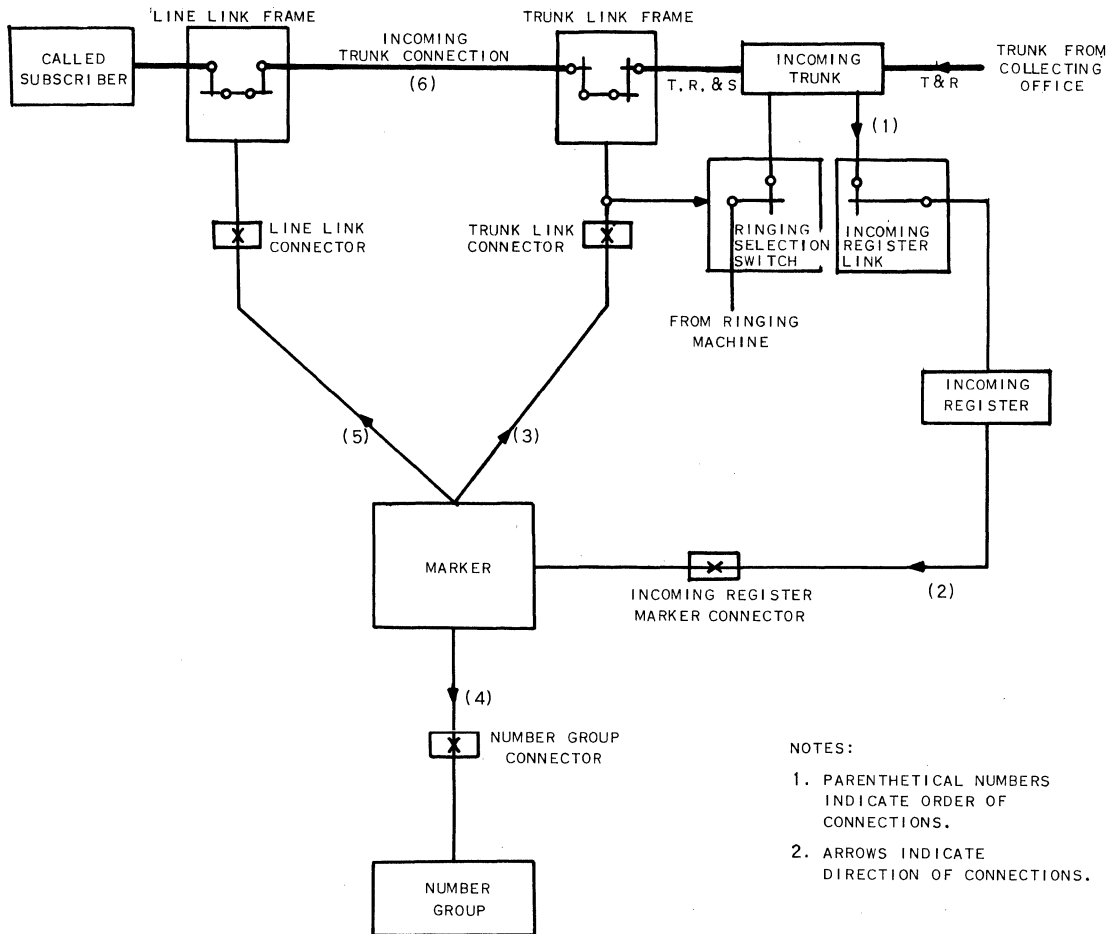 LINE LINK FRAME
TRUNK LINK FRAME
CALLED
SUBSCRIBER
INCOMING
TRUNK CONNECTION
(6)
T, R, & S
INCOMING
TRUNK
T & R
TRUNK FROM
COLLECTING
OFFICE
(1)
LINE LINK
CONNECTOR
TRUNK LINK
CONNECTOR
RINGING
SELECTION
SWITCH
INCOMING
REGISTER
LINK
FROM RINGING
MACHINE
INCOMING
REGISTER
(5)
(3)
MARKER
INCOMING REGISTER
MARKER CONNECTOR
(2)
(4)
NUMBER GROUP
CONNECTOR
NUMBER
GROUP
NOTES:
1. PARENTHETICAL NUMBERS
INDICATE ORDER OF
CONNECTIONS.
2. ARROWS INDICATE
DIRECTION OF CONNECTIONS.